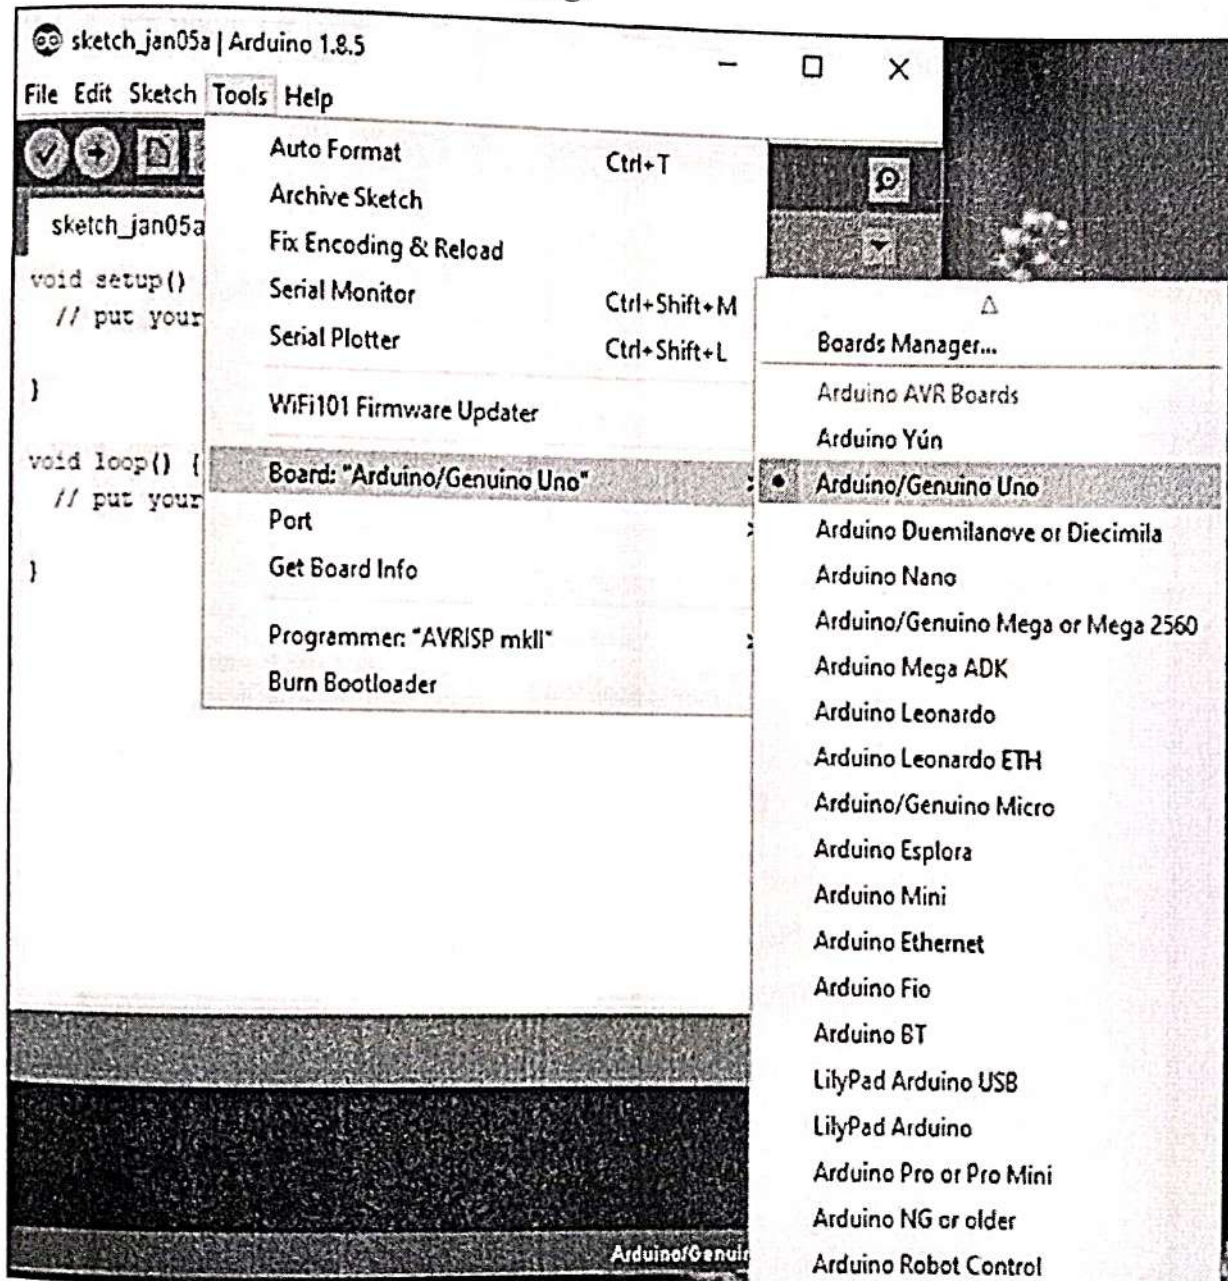 sketch_jan05a | Arduino 1.8.5
File Edit Sketch Tools Help
sketch_jan05a
void setup()
// put your
}
void loop() {
// put your
}
Auto Format Ctrl+T
Archive Sketch
Fix Encoding & Reload
Serial Monitor Ctrl+Shift+M
Serial Plotter Ctrl+Shift+L
WiFi101 Firmware Updater
Board: "Arduino/Genuino Uno"
Port
Get Board Info
Programmer: "AVRISP mkII"
Burn Bootloader
Boards Manager...
Arduino AVR Boards
Arduino Yún
Arduino/Genuino Uno
Arduino Duemilanove or Diecimila
Arduino Nano
Arduino/Genuino Mega or Mega 2560
Arduino Mega ADK
Arduino Leonardo
Arduino Leonardo ETH
Arduino/Genuino Micro
Arduino Esplora
Arduino Mini
Arduino Ethernet
Arduino Fio
Arduino BT
LilyPad Arduino USB
LilyPad Arduino
Arduino Pro or Pro Mini
Arduino NG or older
Arduino Robot Control
Arduino/Genuin